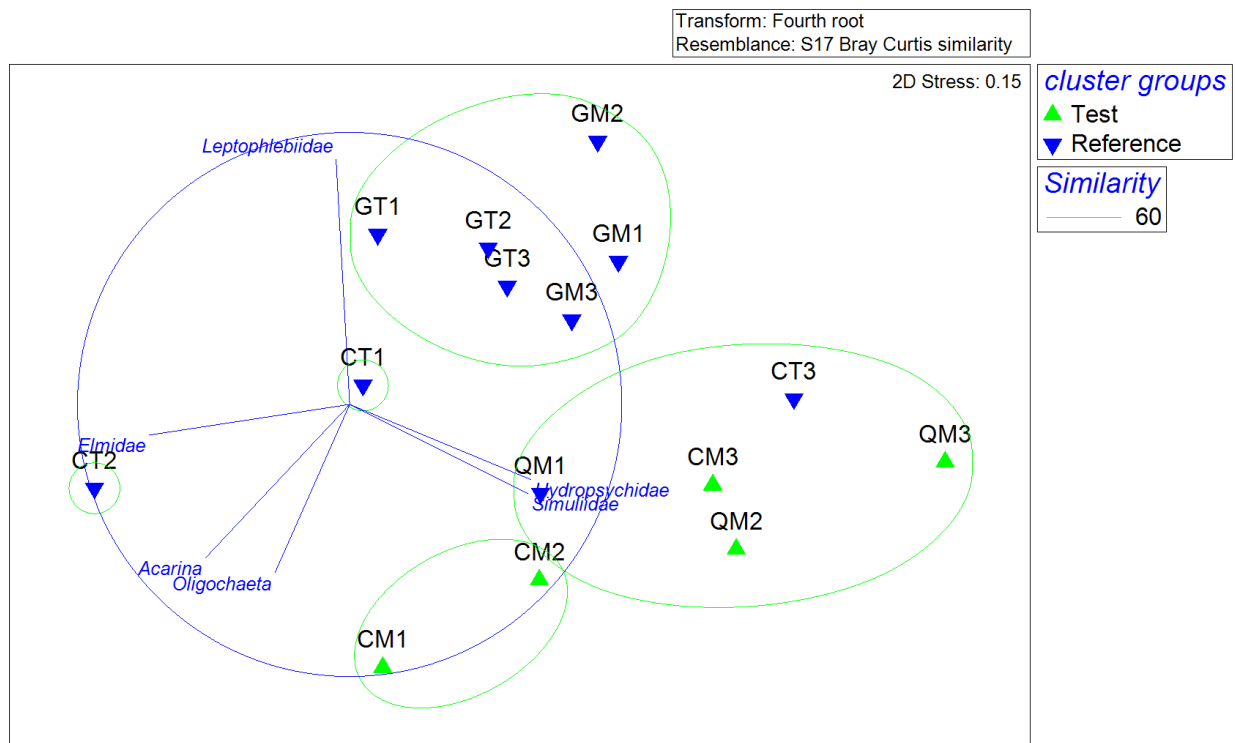 Transform: Fourth root
Resemblance: S17 Bray Curtis similarity
2D Stress: 0.15
cluster groups
Test
Reference
Similarity
60
GM2
Leptophlebiidae
GT1
GT2
GM1
GT3
GM3
CT1
CT3
Elmidae
CT2
QM3
QM1
CM3
Hydropsychidae
Simuliidae
QM2
CM2
Acarina
Oligochaeta
CM1